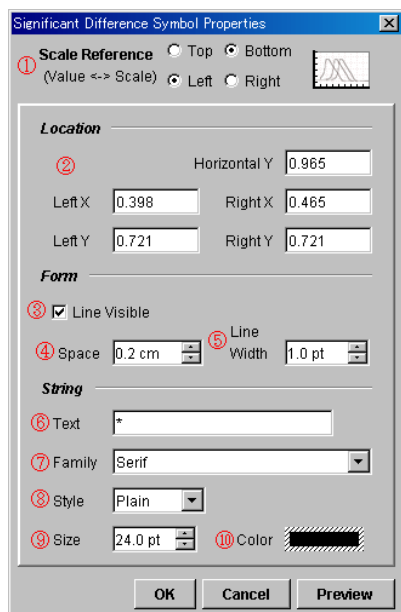 Significant Difference Symbol Properties
① Scale Reference Top Bottom
(Value <-> Scale) Left Right
Location
② Horizontal Y 0.965
Left X 0.398 Right X 0.465
Left Y 0.721 Right Y 0.721
Form
③ Line Visible
④ Space 0.2 cm ⑤ Line Width 1.0 pt
String
⑥ Text *
⑦ Family Serif
⑧ Style Plain
⑨ Size 24.0 pt ⑩ Color
OK Cancel Preview